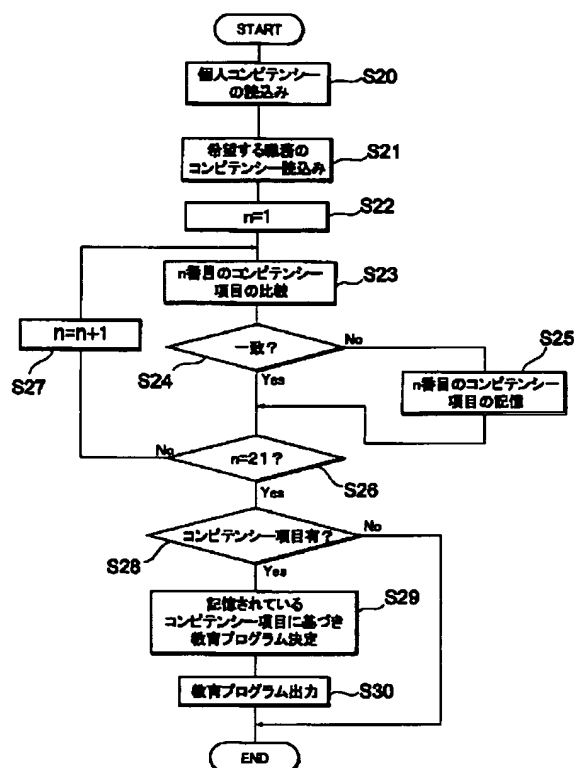 START
個人コンピテンシー
の読込み
S20
希望する職務の
コンピテンシー読込み
S21
n=1
S22
n番目のコンピテンシー
項目の比較
S23
n=n+1
S27
一致?
No
S24
Yes
S25
n番目のコンピテンシー
項目の記憶
No
n=21?
S26
Yes
コンピテンシー項目有?
No
S28
Yes
記憶されている
コンピテンシー項目に基づき
教育プログラム決定
S29
教育プログラム出力
S30
END